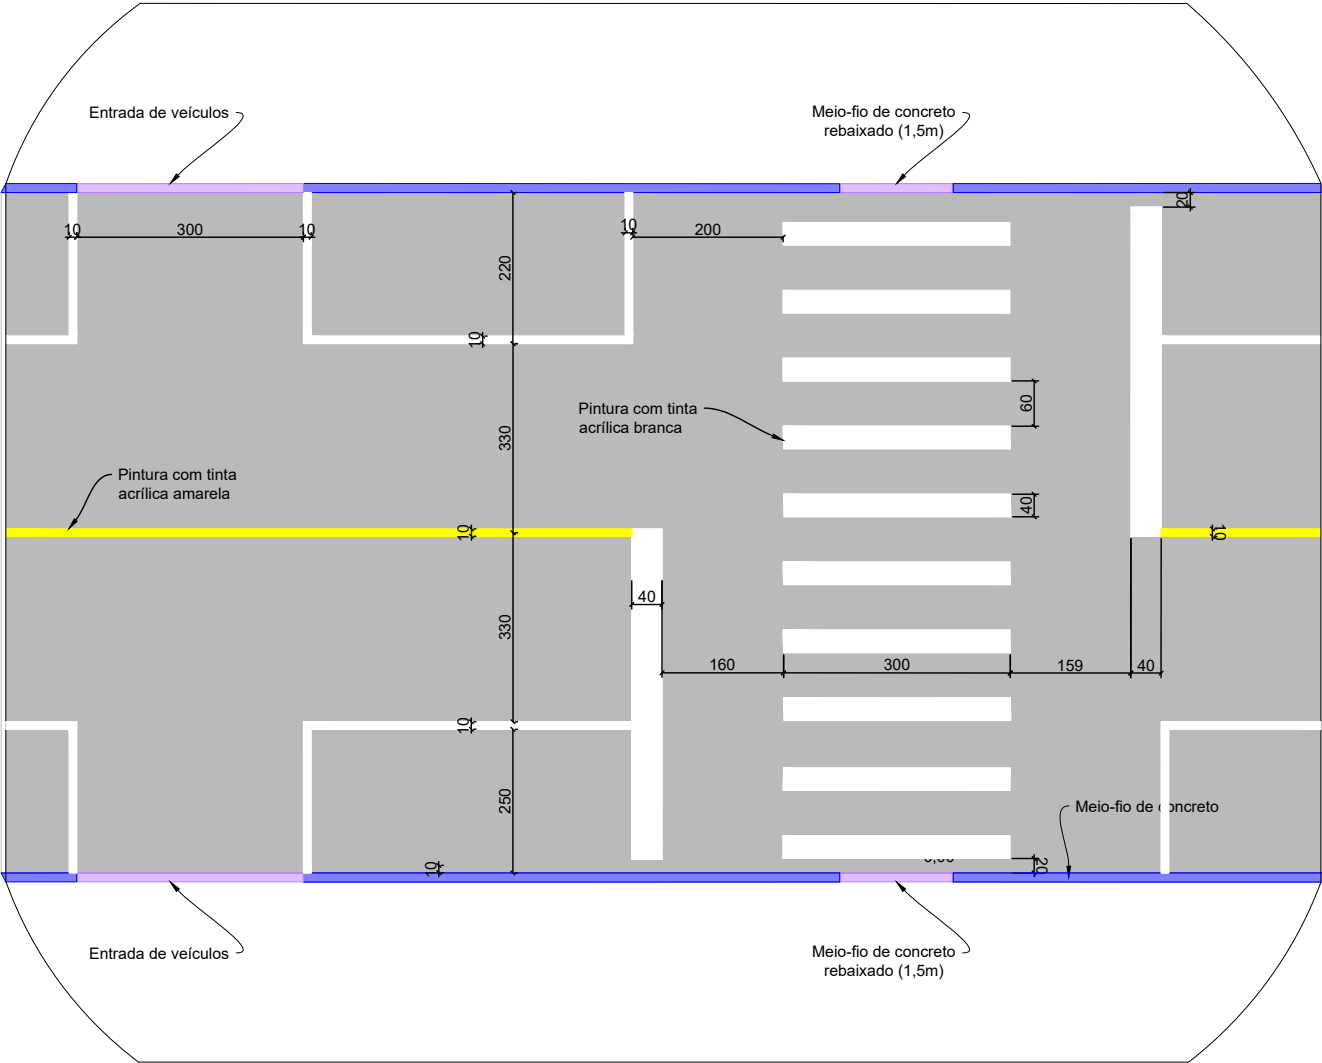 Entrada de veículos
Meio-fio de concreto
rebaixado (1,5m)
20
10
300
10
10
200
220
10
60
Pintura com tinta
acrílica branca
330
Pintura com tinta
acrílica amarela
40
10
10
40
330
160
300
159
40
10
250
Meio-fio de concreto
10
20
Entrada de veículos
Meio-fio de concreto
rebaixado (1,5m)